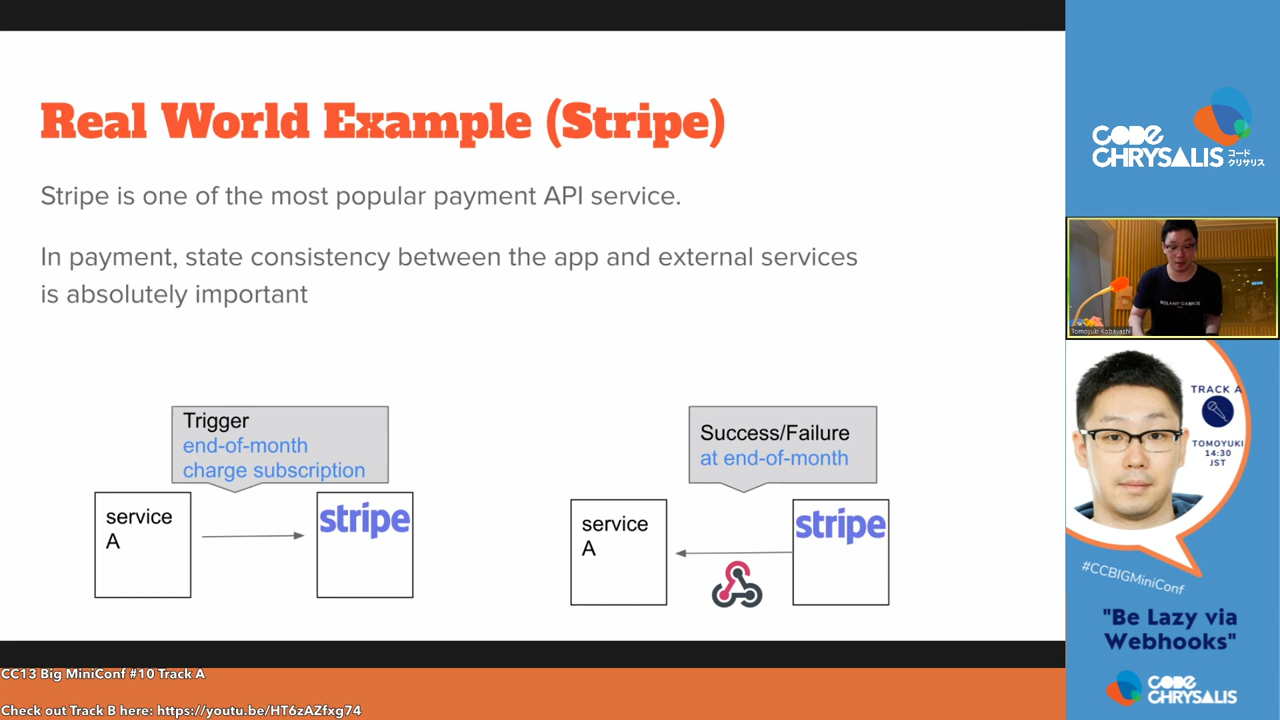 Real World Example (Stripe)
Stripe is one of the most popular payment API service.
In payment, state consistency between the app and external services
is absolutely important
Trigger
end-of-month
charge subscription
service
A
stripe
Success/Failure
at end-of-month
service
A
stripe
CODE
CHRYSALIS
コード
クリサリス
ROLAND GARROS
Tomoyuki Kobayashi
TRACK A
TOMOYUKI
14:30
JST
#CCBIGMiniConf
"Be Lazy via
Webhooks"
CODE
CHRYSALIS
CC13 Big MiniConf #10 Track A
Check out Track B here: https://youtu.be/HT6zAZfxg74